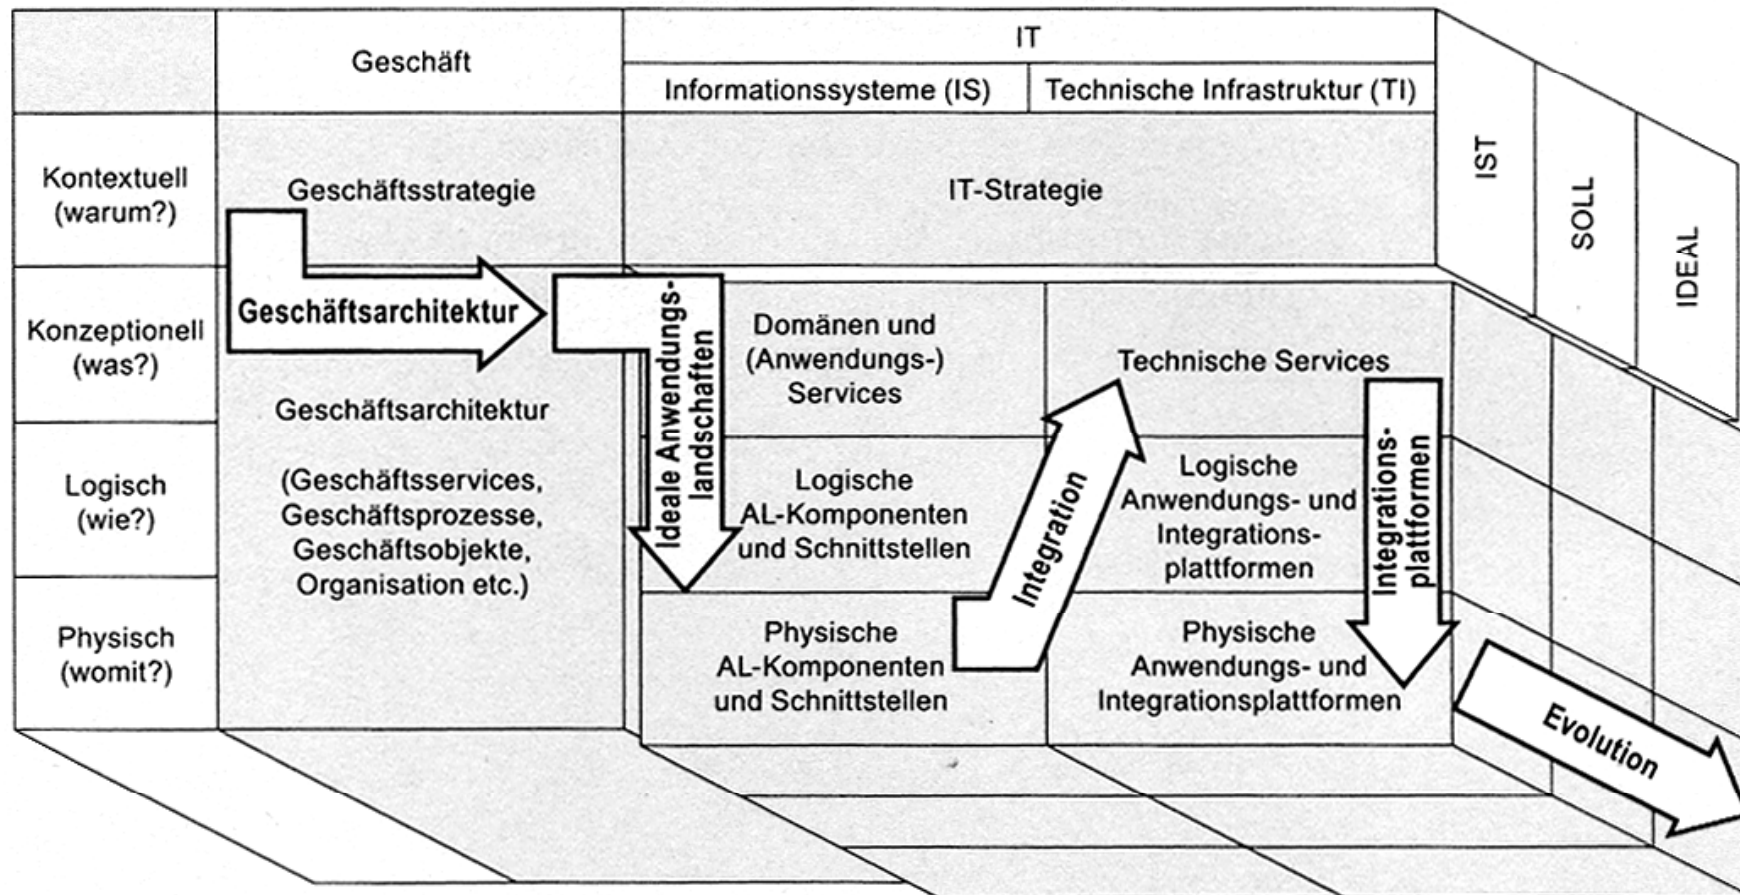 Geschäft
IT
Informationssysteme (IS)
Technische Infrastruktur (TI)
IST
SOLL
IDEAL
Kontextuell
(warum?)
Geschäftsstrategie
IT-Strategie
Konzeptionell
(was?)
Geschäftsarchitektur
Ideale Anwendungs-
landschaften
Domänen und
(Anwendungs-)
Services
Technische Services
Geschäftsarchitektur
(Geschäftsservices,
Geschäftsprozesse,
Geschäftsobjekte,
Organisation etc.)
Logisch
(wie?)
Logische
AL-Komponenten
und Schnittstellen
Integration
Logische
Anwendungs- und
Integrations-
plattformen
Integrations-
plattformen
Physisch
(womit?)
Physische
AL-Komponenten
und Schnittstellen
Physische
Anwendungs- und
Integrationsplattformen
Evolution